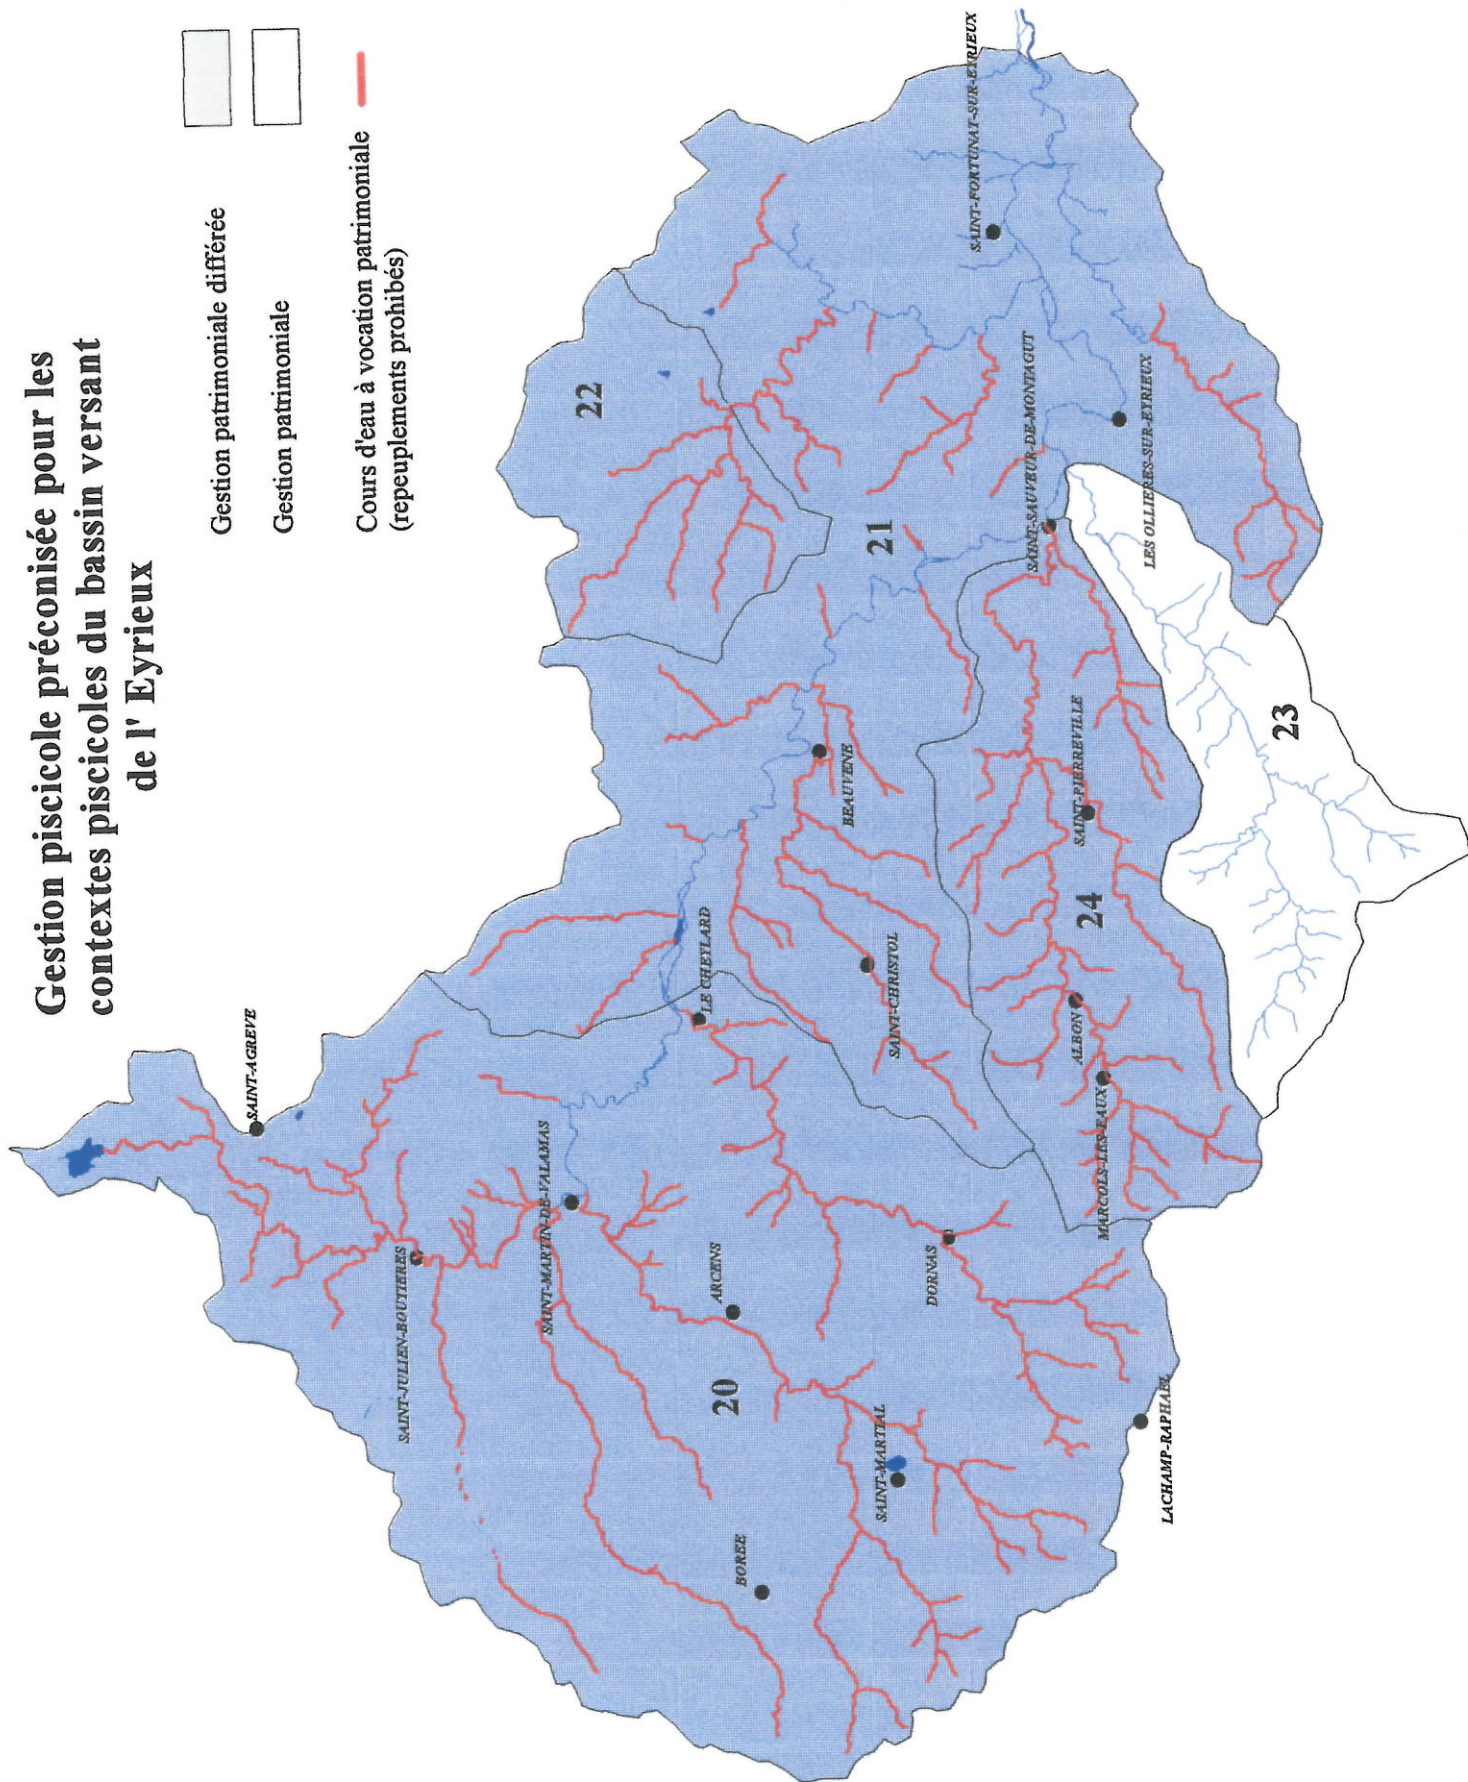 Gestion piscicole préconisée pour les
contextes piscicoles du bassin versant
de l' Eyrieux
Gestion patrimoniale différée
Gestion patrimoniale
Cours d'eau à vocation patrimoniale
(repeuplements prohibés)
SAINT-AGREVE
SAINT-JULIEN-BOUTIERES
SAINT-MARTIN-DE-VALAMAS
LE CHEYLARD
ARCENS
20
BOREE
SAINT-MARTIAL
DORNAS
LACHAMP-RAPHAEL
SAINT-CHRISTOL
BEAUVENE
22
21
SAINT-FORTUNAT-SUR-EYRIEUX
SAINT-SAUVEUR-DE-MONTAGUT
LES OLLIERES-SUR-EYRIEUX
SAINT-PIERREVILLE
24
ALBON
MARCOLS-LES-EAUX
23